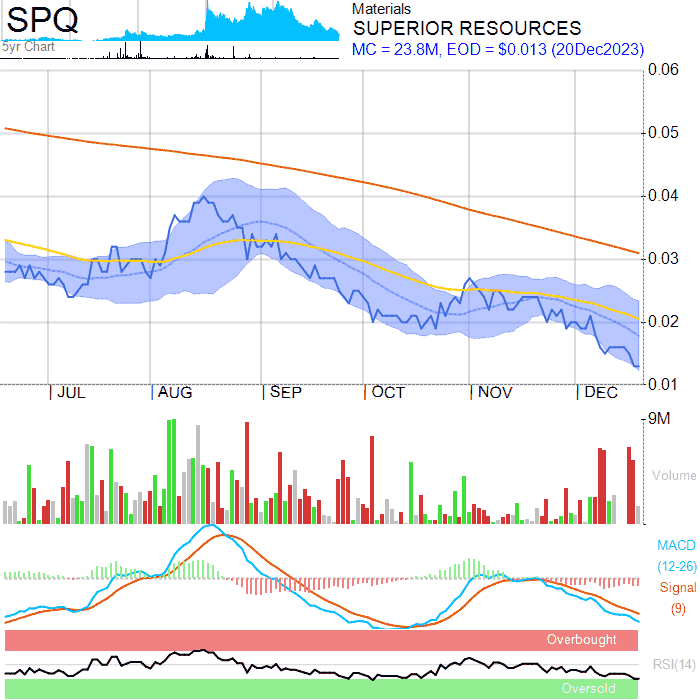 SPQ
5yr Chart
Materials
SUPERIOR RESOURCES
MC = 23.8M, EOD = $0.013 (20Dec2023)
0.06
0.05
0.04
0.03
0.02
0.01
JUL AUG SEP OCT NOV DEC
9M
Volume
MACD
(12-26)
Signal
(9)
Overbought
RSI(14)
Oversold